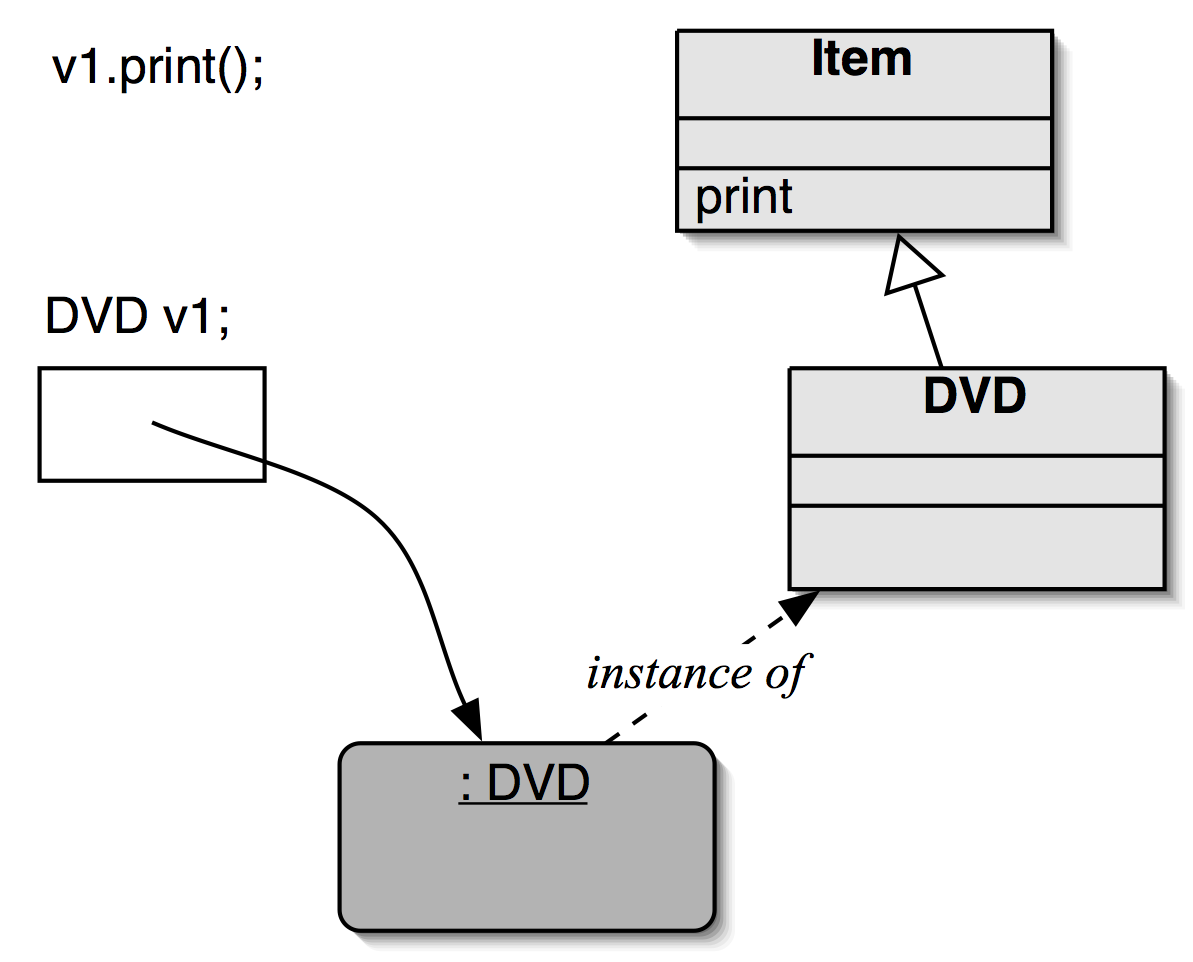 v1.print();
Item
print
DVD v1;
DVD
instance of
: DVD